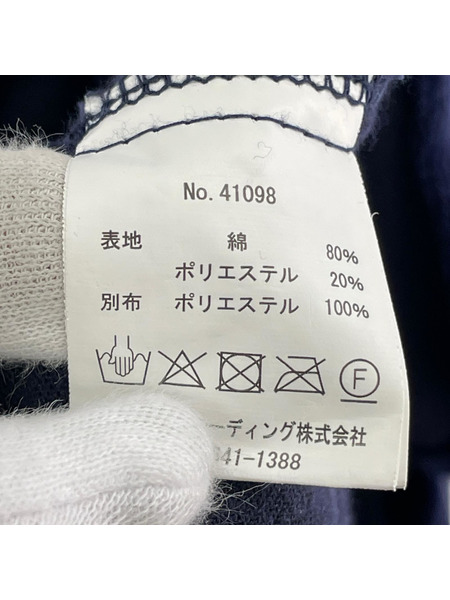 No. 41098
表地 綿 80%
ポリエステル 20%
別布 ポリエステル 100%
F
ーディング株式会社
41-1388